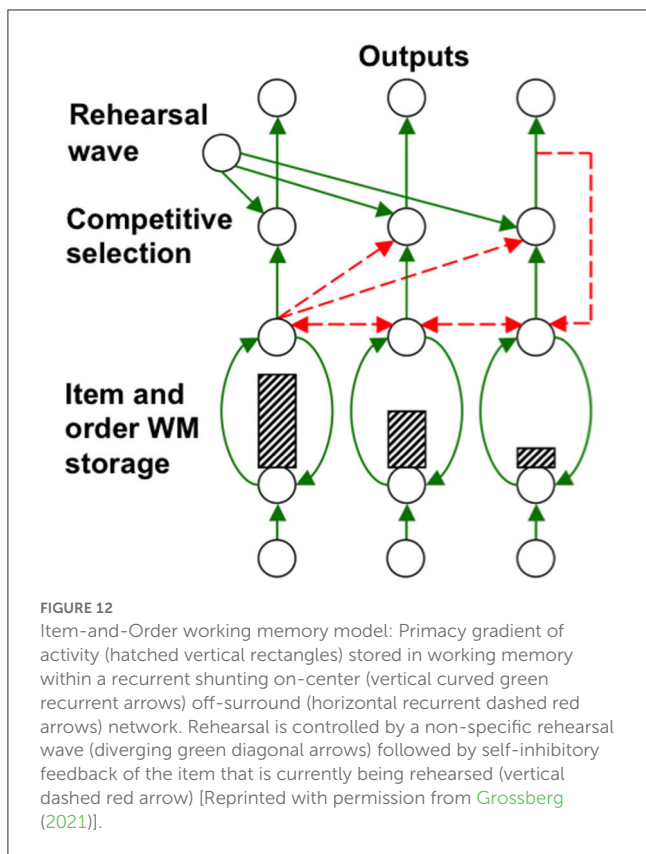 Outputs
Rehearsal
wave
Competitive
selection
Item and
order WM
storage
FIGURE 12
Item-and-Order working memory model: Primacy gradient of
activity (hatched vertical rectangles) stored in working memory
within a recurrent shunting on-center (vertical curved green
recurrent arrows) off-surround (horizontal recurrent dashed red
arrows) network. Rehearsal is controlled by a non-specific rehearsal
wave (diverging green diagonal arrows) followed by self-inhibitory
feedback of the item that is currently being rehearsed (vertical
dashed red arrow) [Reprinted with permission from Grossberg
(2021)].